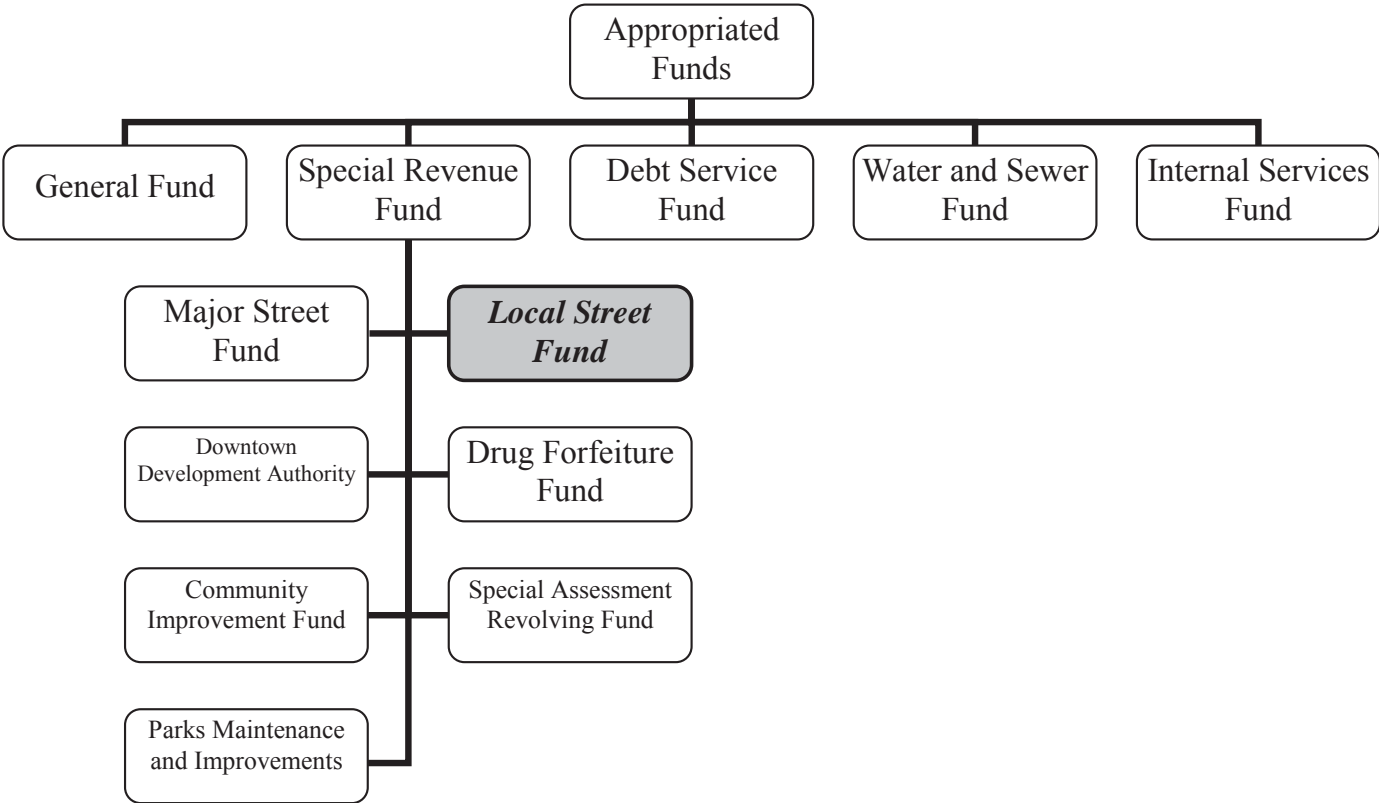 Appropriated
Funds
General Fund
Special Revenue
Fund
Debt Service
Fund
Water and Sewer
Fund
Internal Services
Fund
Major Street
Fund
Local Street
Fund
Downtown
Development Authority
Drug Forfeiture
Fund
Community
Improvement Fund
Special Assessment
Revolving Fund
Parks Maintenance
and Improvements